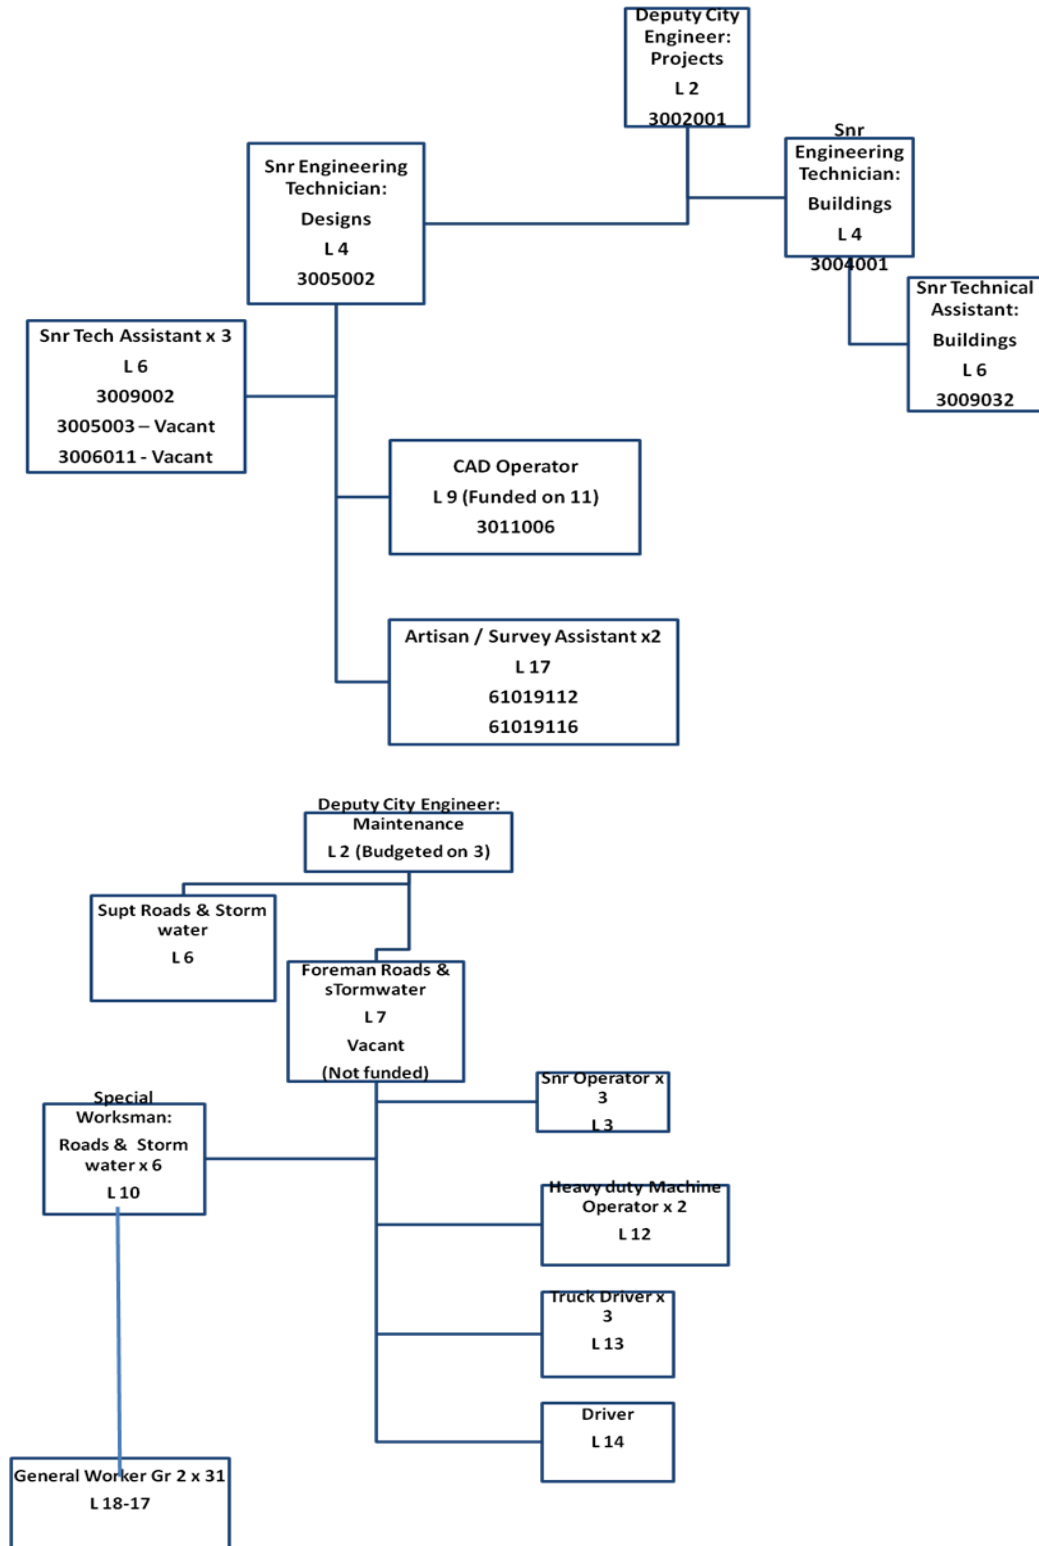 Deputy City
Engineer:
Projects
L 2
3002001
Snr
Engineering
Technician:
Buildings
L 4
3004001
Snr Engineering
Technician:
Designs
L 4
3005002
Snr Technical
Assistant:
Buildings
L 6
3009032
Snr Tech Assistant x 3
L 6
3009002
3005003 – Vacant
3006011 - Vacant
CAD Operator
L 9 (Funded on 11)
3011006
Artisan / Survey Assistant x2
L 17
61019112
61019116
Deputy City Engineer:
Maintenance
L 2 (Budgeted on 3)
Supt Roads & Storm
water
L 6
Foreman Roads &
sTormwater
L 7
Vacant
(Not funded)
Snr Operator x
3
L 3
Special
Worksman:
Roads & Storm
water x 6
L 10
Heavy duty Machine
Operator x 2
L 12
Truck Driver x
3
L 13
Driver
L 14
General Worker Gr 2 x 31
L 18-17